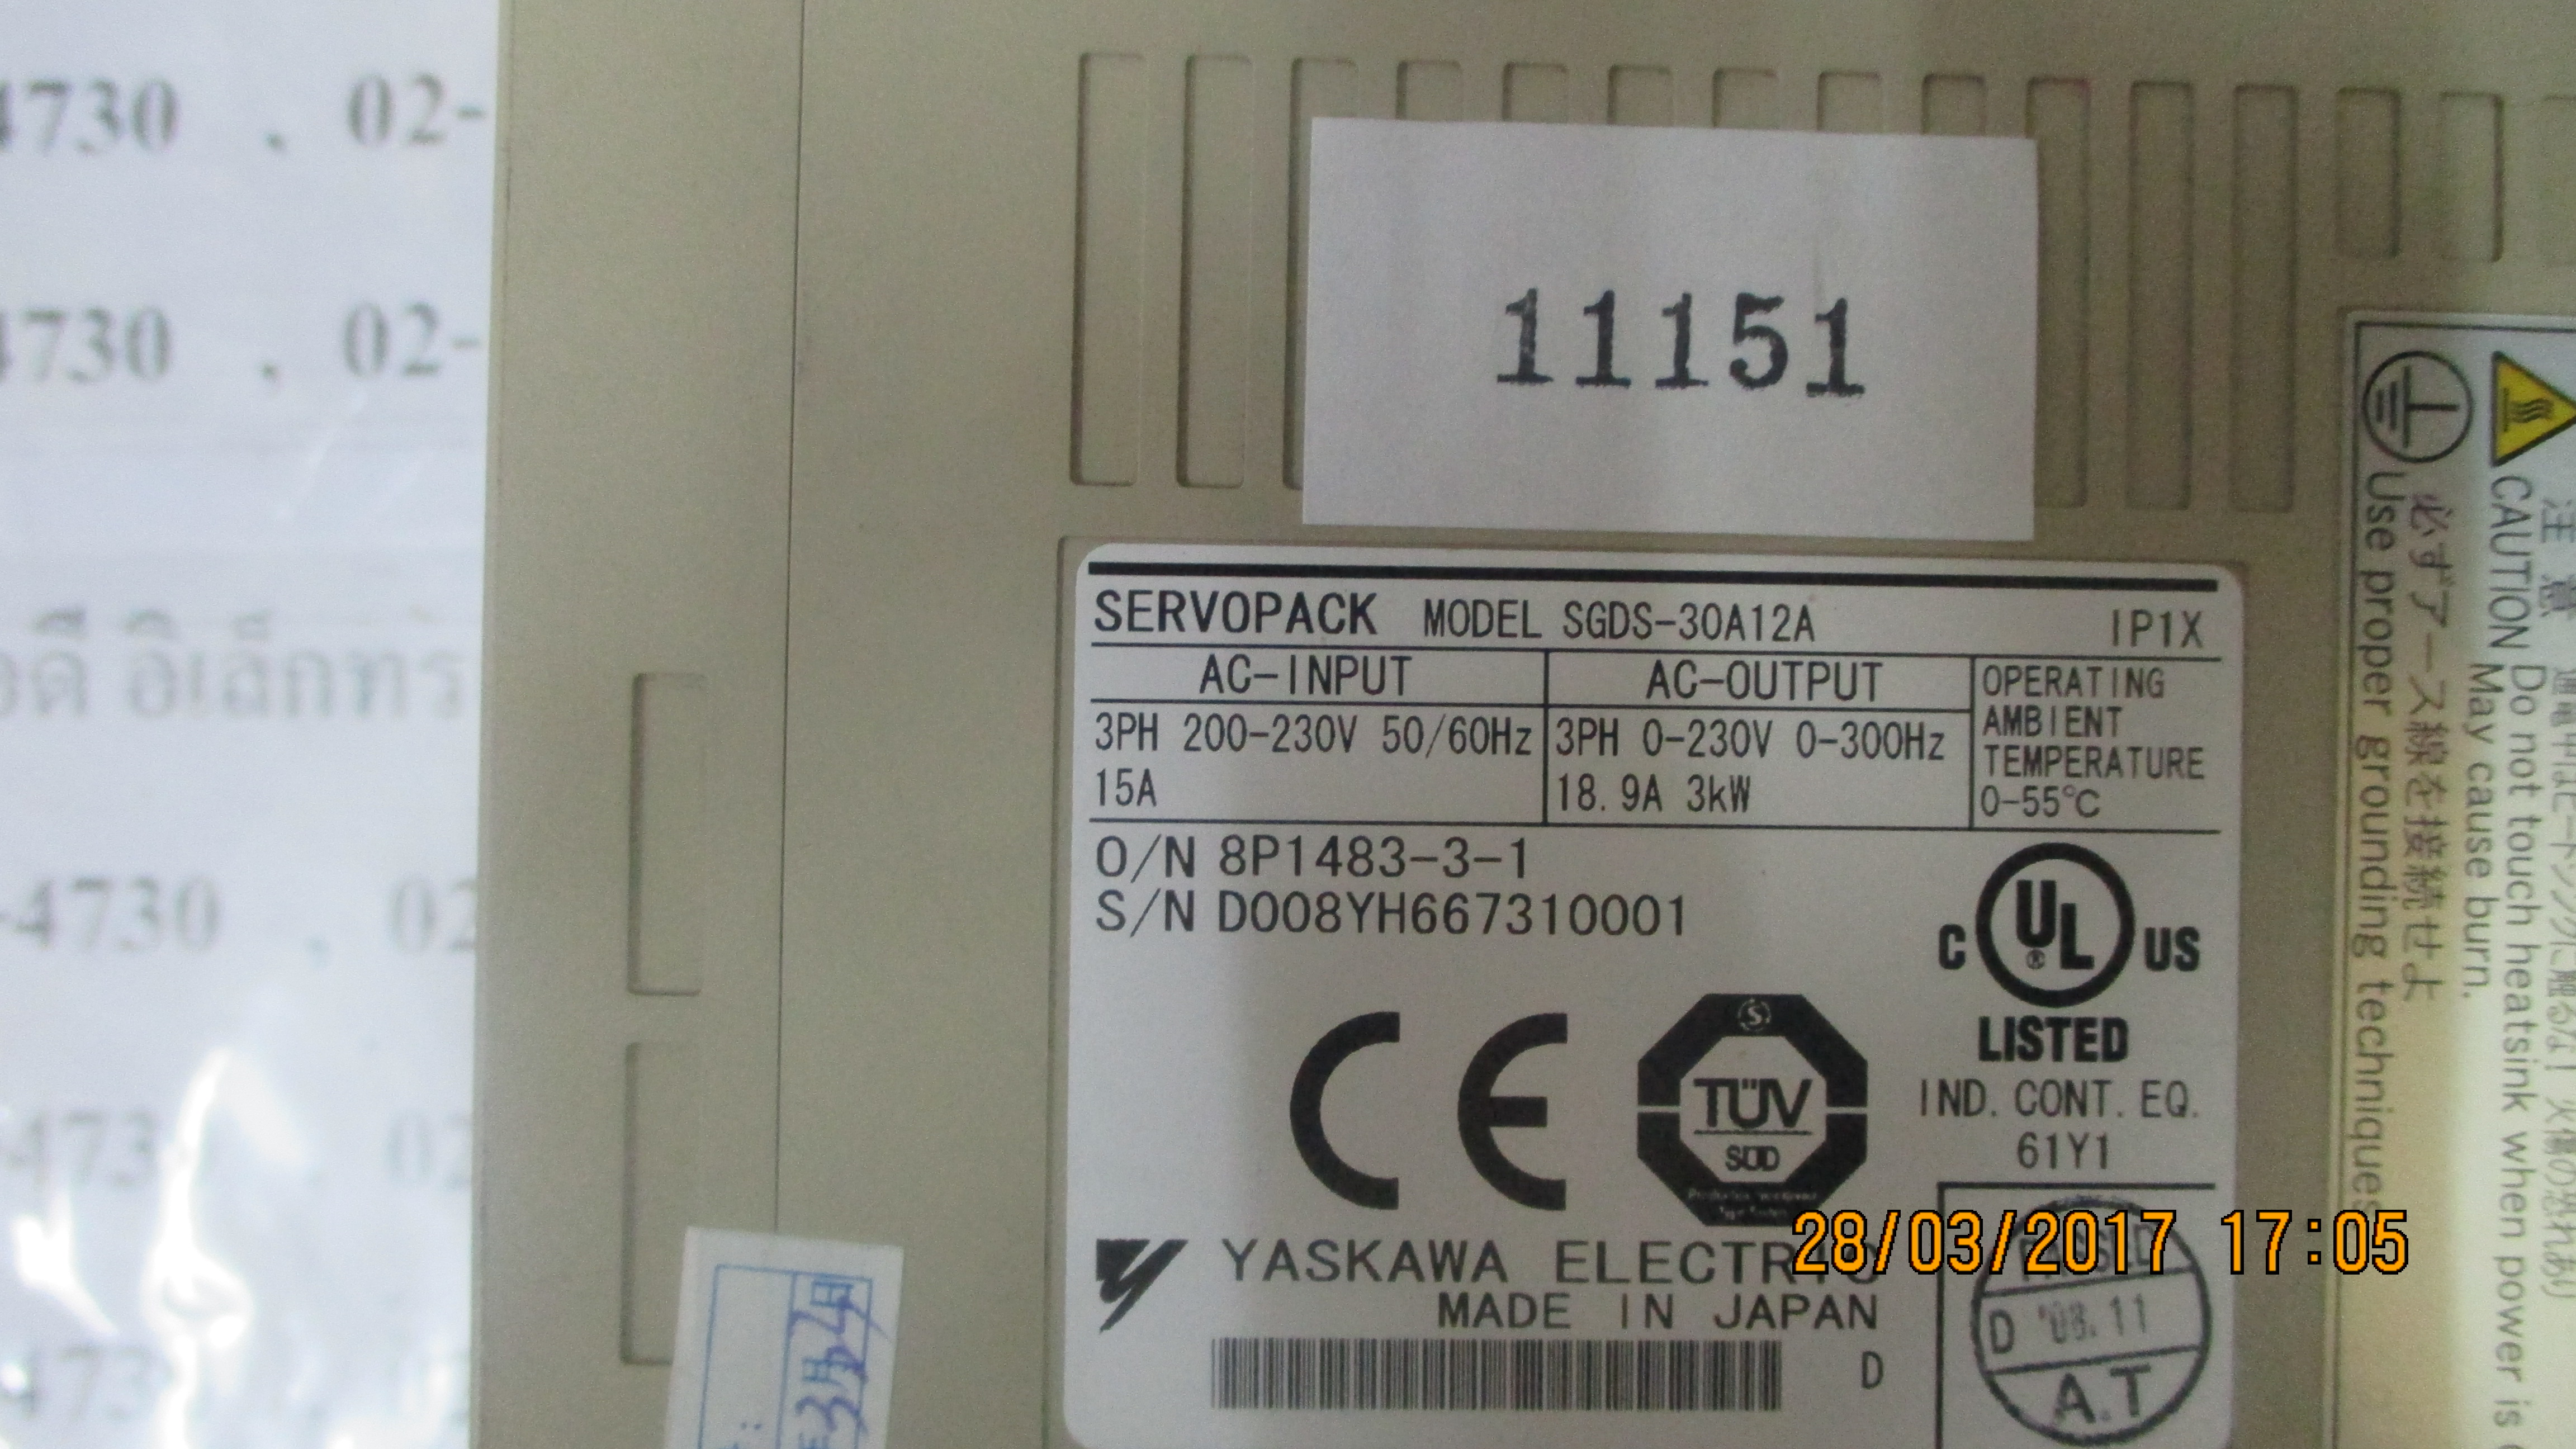 4730 , 02-
4730 , 02-
อิเล็กทร
-4730 , 02
11151
SERVOPACK MODEL SGDS-30A12A IP1X
AC-INPUT AC-OUTPUT OPERATING
AMBIENT
TEMPERATURE
0-55℃
3PH 200-230V 50/60Hz 3PH 0-230V 0-300Hz
15A 18.9A 3kW
O/N 8P1483-3-1
S/N D008YH667310001
C UL® US
LISTED
IND. CONT. EQ.
61Y1
CE
TÜV
SÜD
YASKAWA ELECTRIC
MADE IN JAPAN
D
D '08.11
A.T
28/03/2017 17:05
注意
CAUTION
Do not touch heatsink when power is
May cause burn.
必ずアース線を接続せよ
Use proper grounding techniques